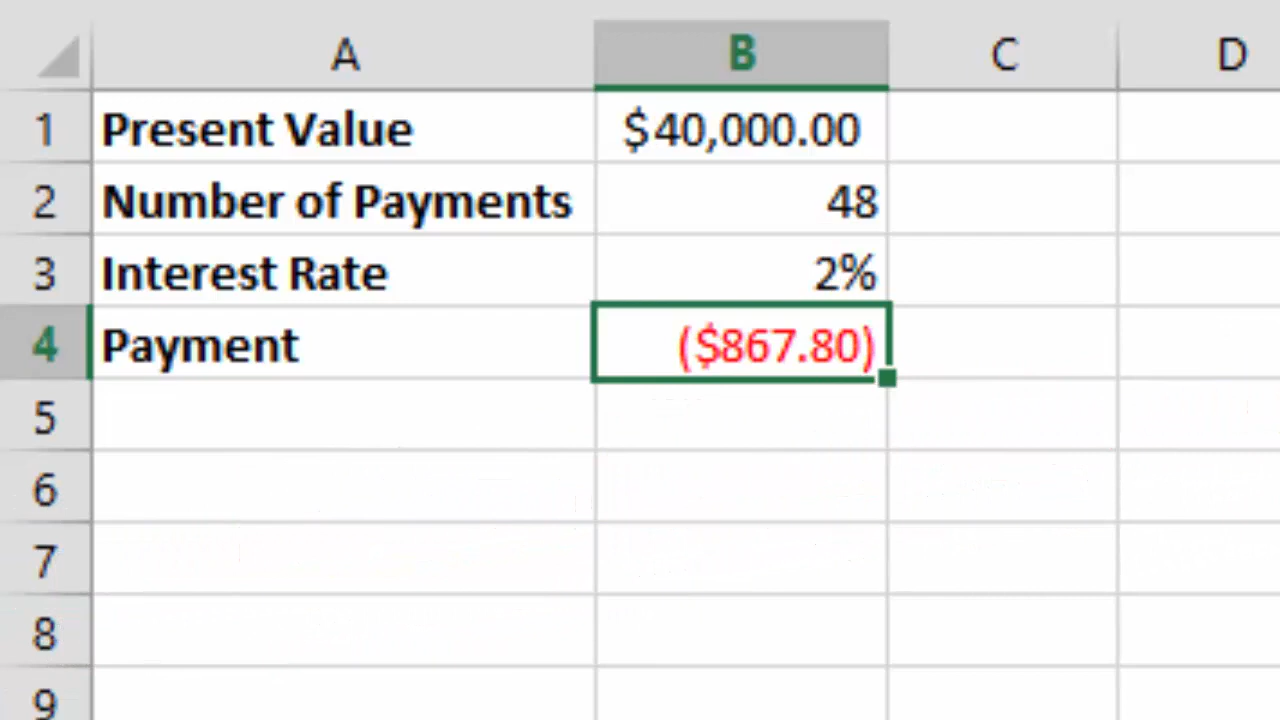 A B C D
1 Present Value $40,000.00
2 Number of Payments 48
3 Interest Rate 2%
4 Payment ($867.80)
5
6
7
8
9